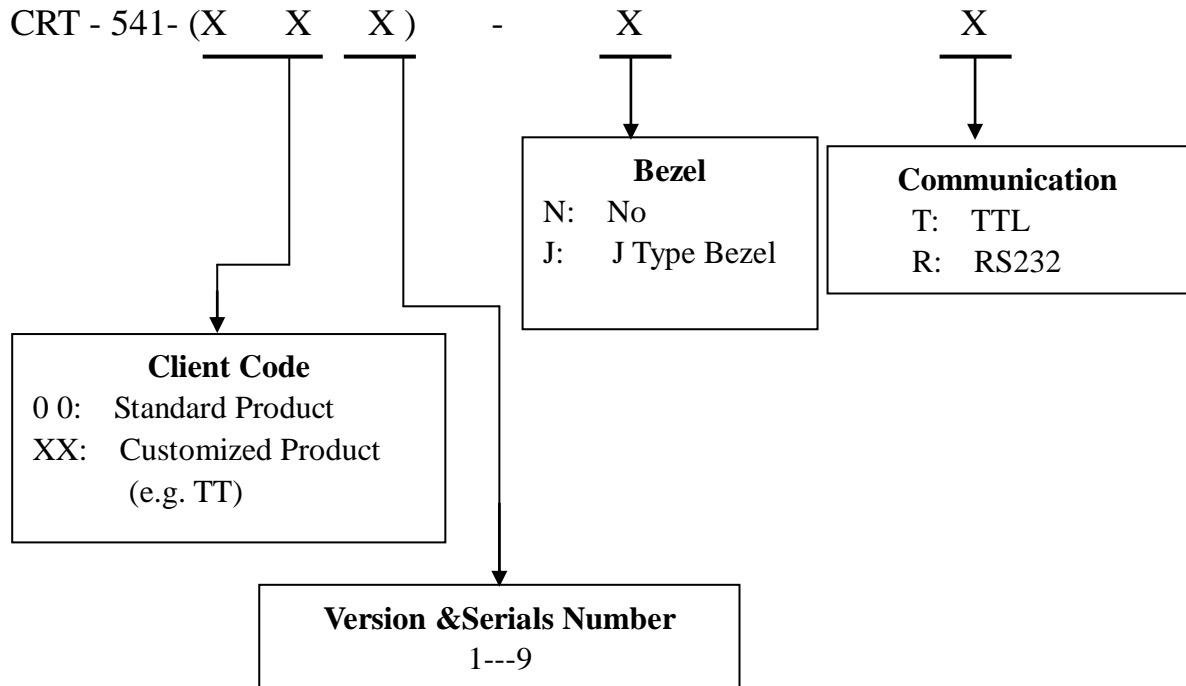 CRT - 541- (X X X ) - X X
Bezel
N: No
J: J Type Bezel
Communication
T: TTL
R: RS232
Client Code
0 0: Standard Product
XX: Customized Product
(e.g. TT)
Version &Serials Number
1---9